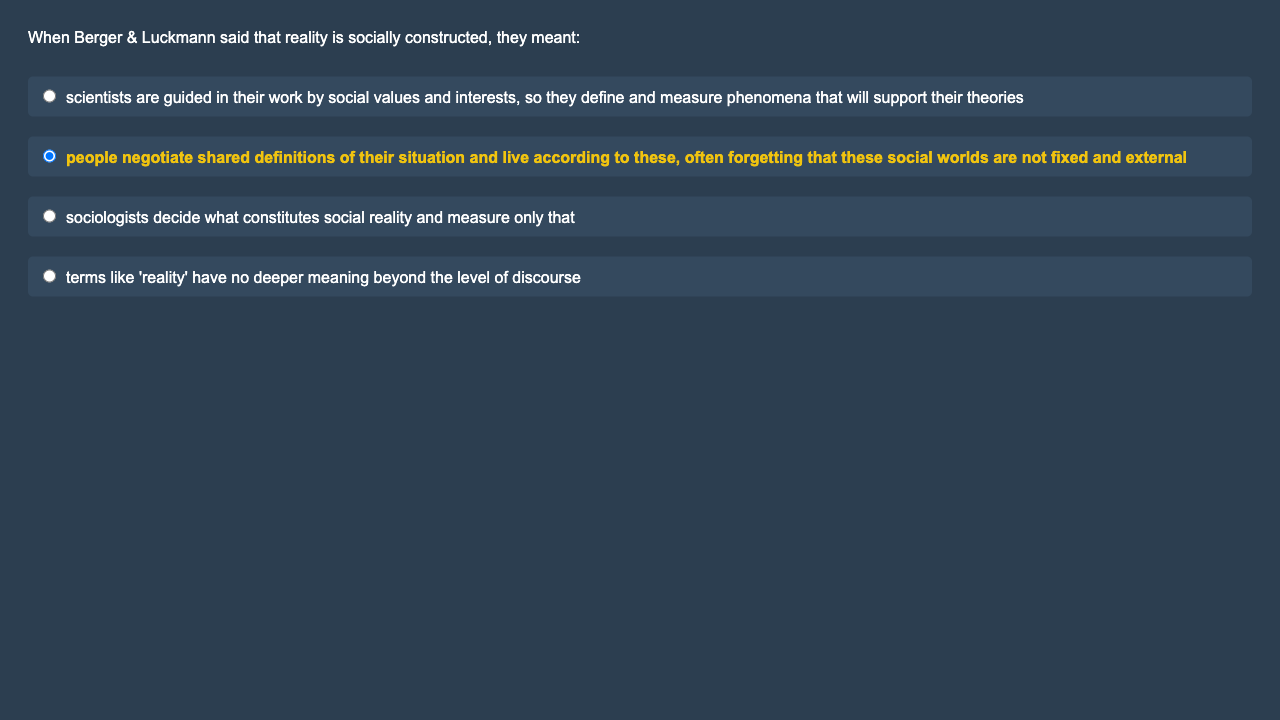 When Berger & Luckmann said that reality is socially constructed, they meant:
scientists are guided in their work by social values and interests, so they define and measure phenomena that will support their theories
people negotiate shared definitions of their situation and live according to these, often forgetting that these social worlds are not fixed and external
sociologists decide what constitutes social reality and measure only that
terms like 'reality' have no deeper meaning beyond the level of discourse